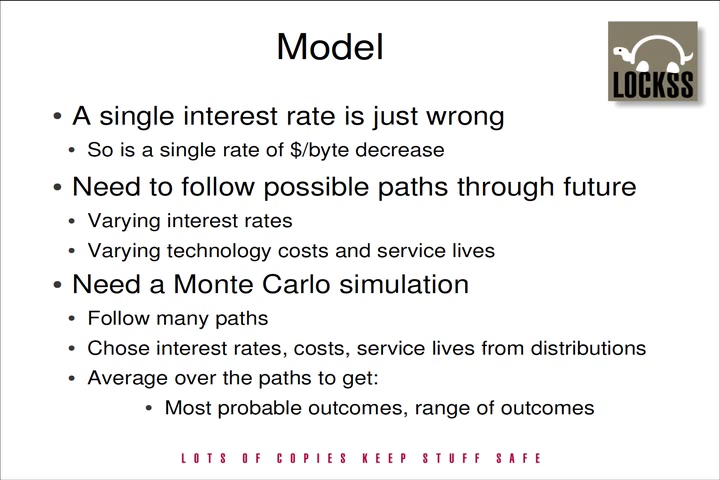 Model
LOCKSS
• A single interest rate is just wrong
• So is a single rate of $/byte decrease
• Need to follow possible paths through future
• Varying interest rates
• Varying technology costs and service lives
• Need a Monte Carlo simulation
• Follow many paths
• Chose interest rates, costs, service lives from distributions
• Average over the paths to get:
• Most probable outcomes, range of outcomes
LOTS OF COPIES KEEP STUFF SAFE